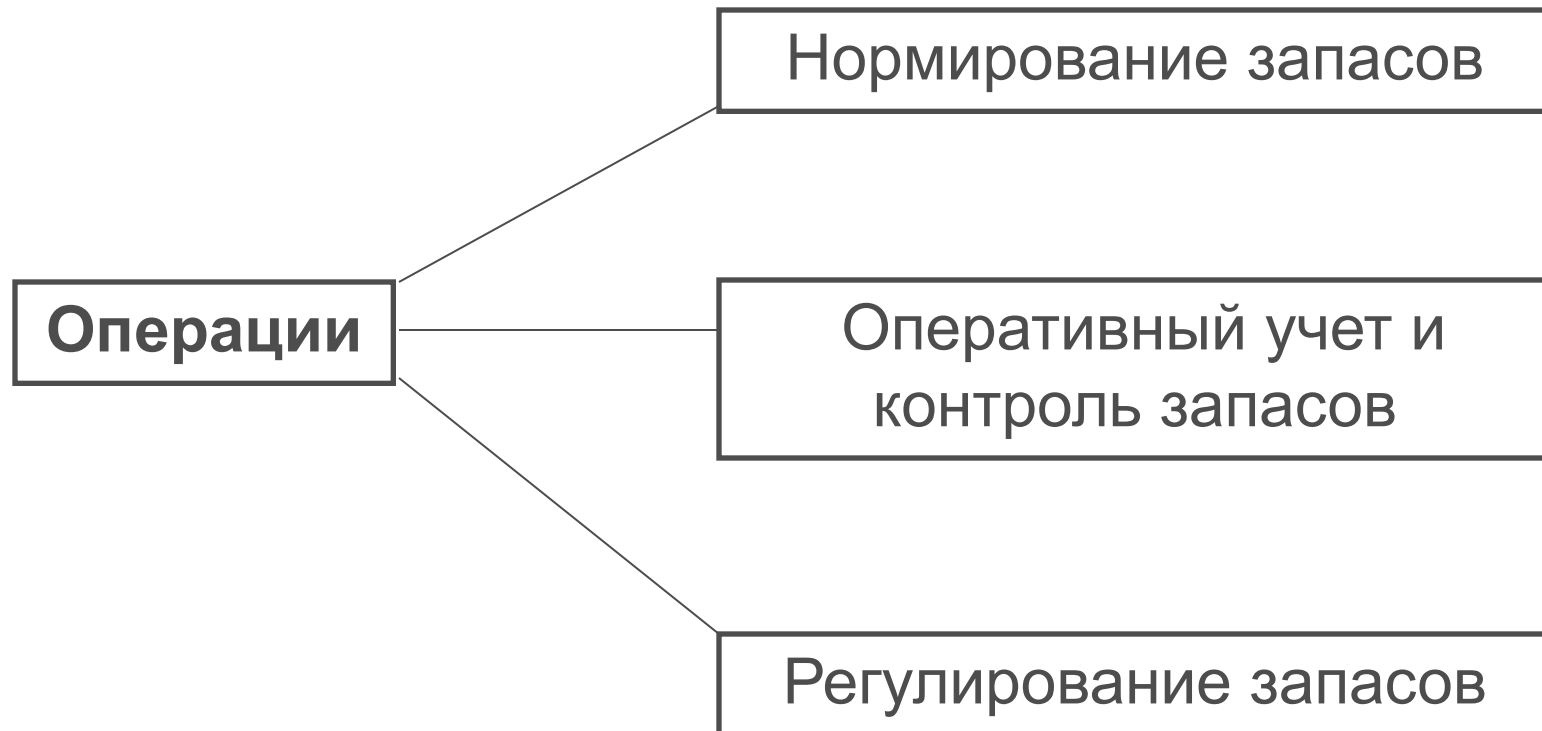 Нормирование запасов
Операции
Оперативный учет и
контроль запасов
Регулирование запасов